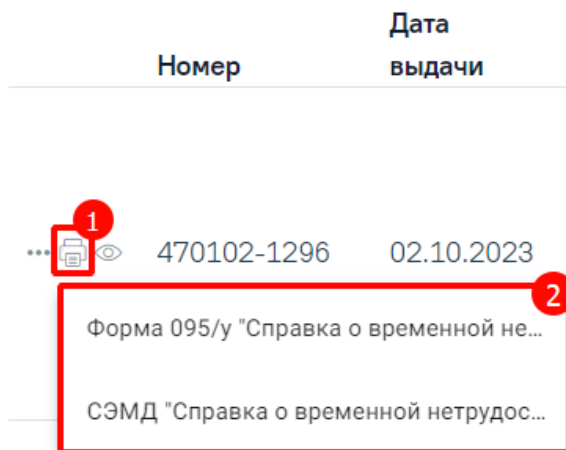 Дата
Номер выдачи
1
470102-1296 02.10.2023
2
Форма 095/у "Справка о временной не...
СЭМД "Справка о временной нетрудос...